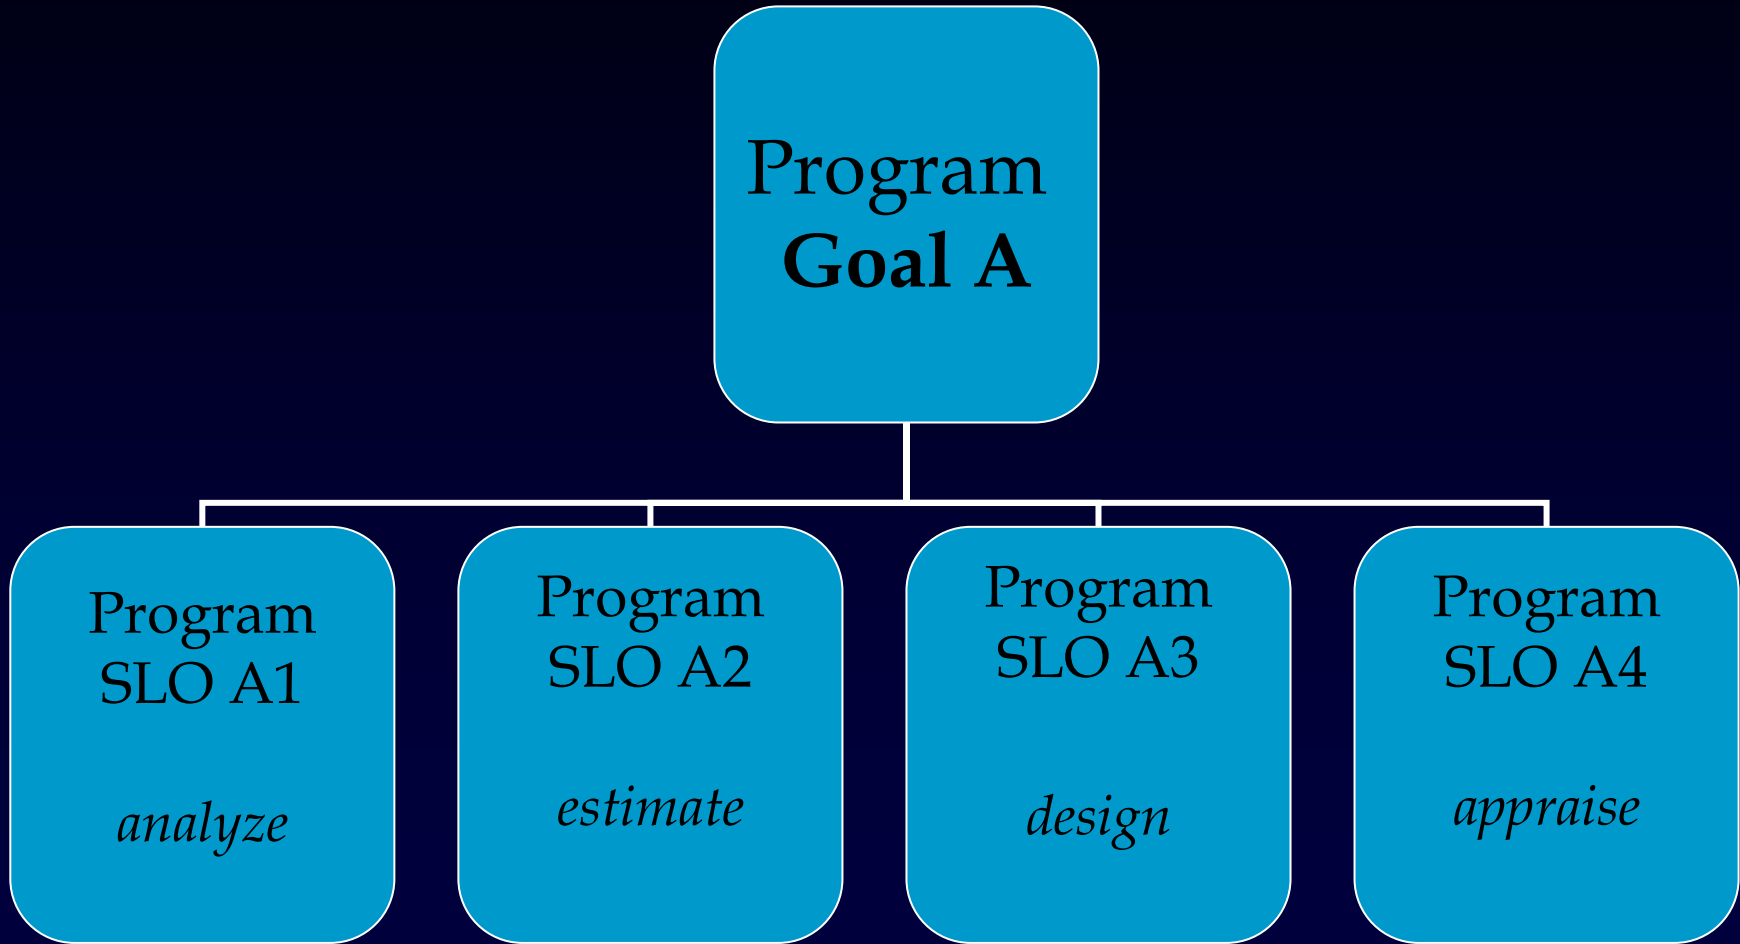 Program
Goal A
Program
SLO A1
analyze
Program
SLO A2
estimate
Program
SLO A3
design
Program
SLO A4
appraise